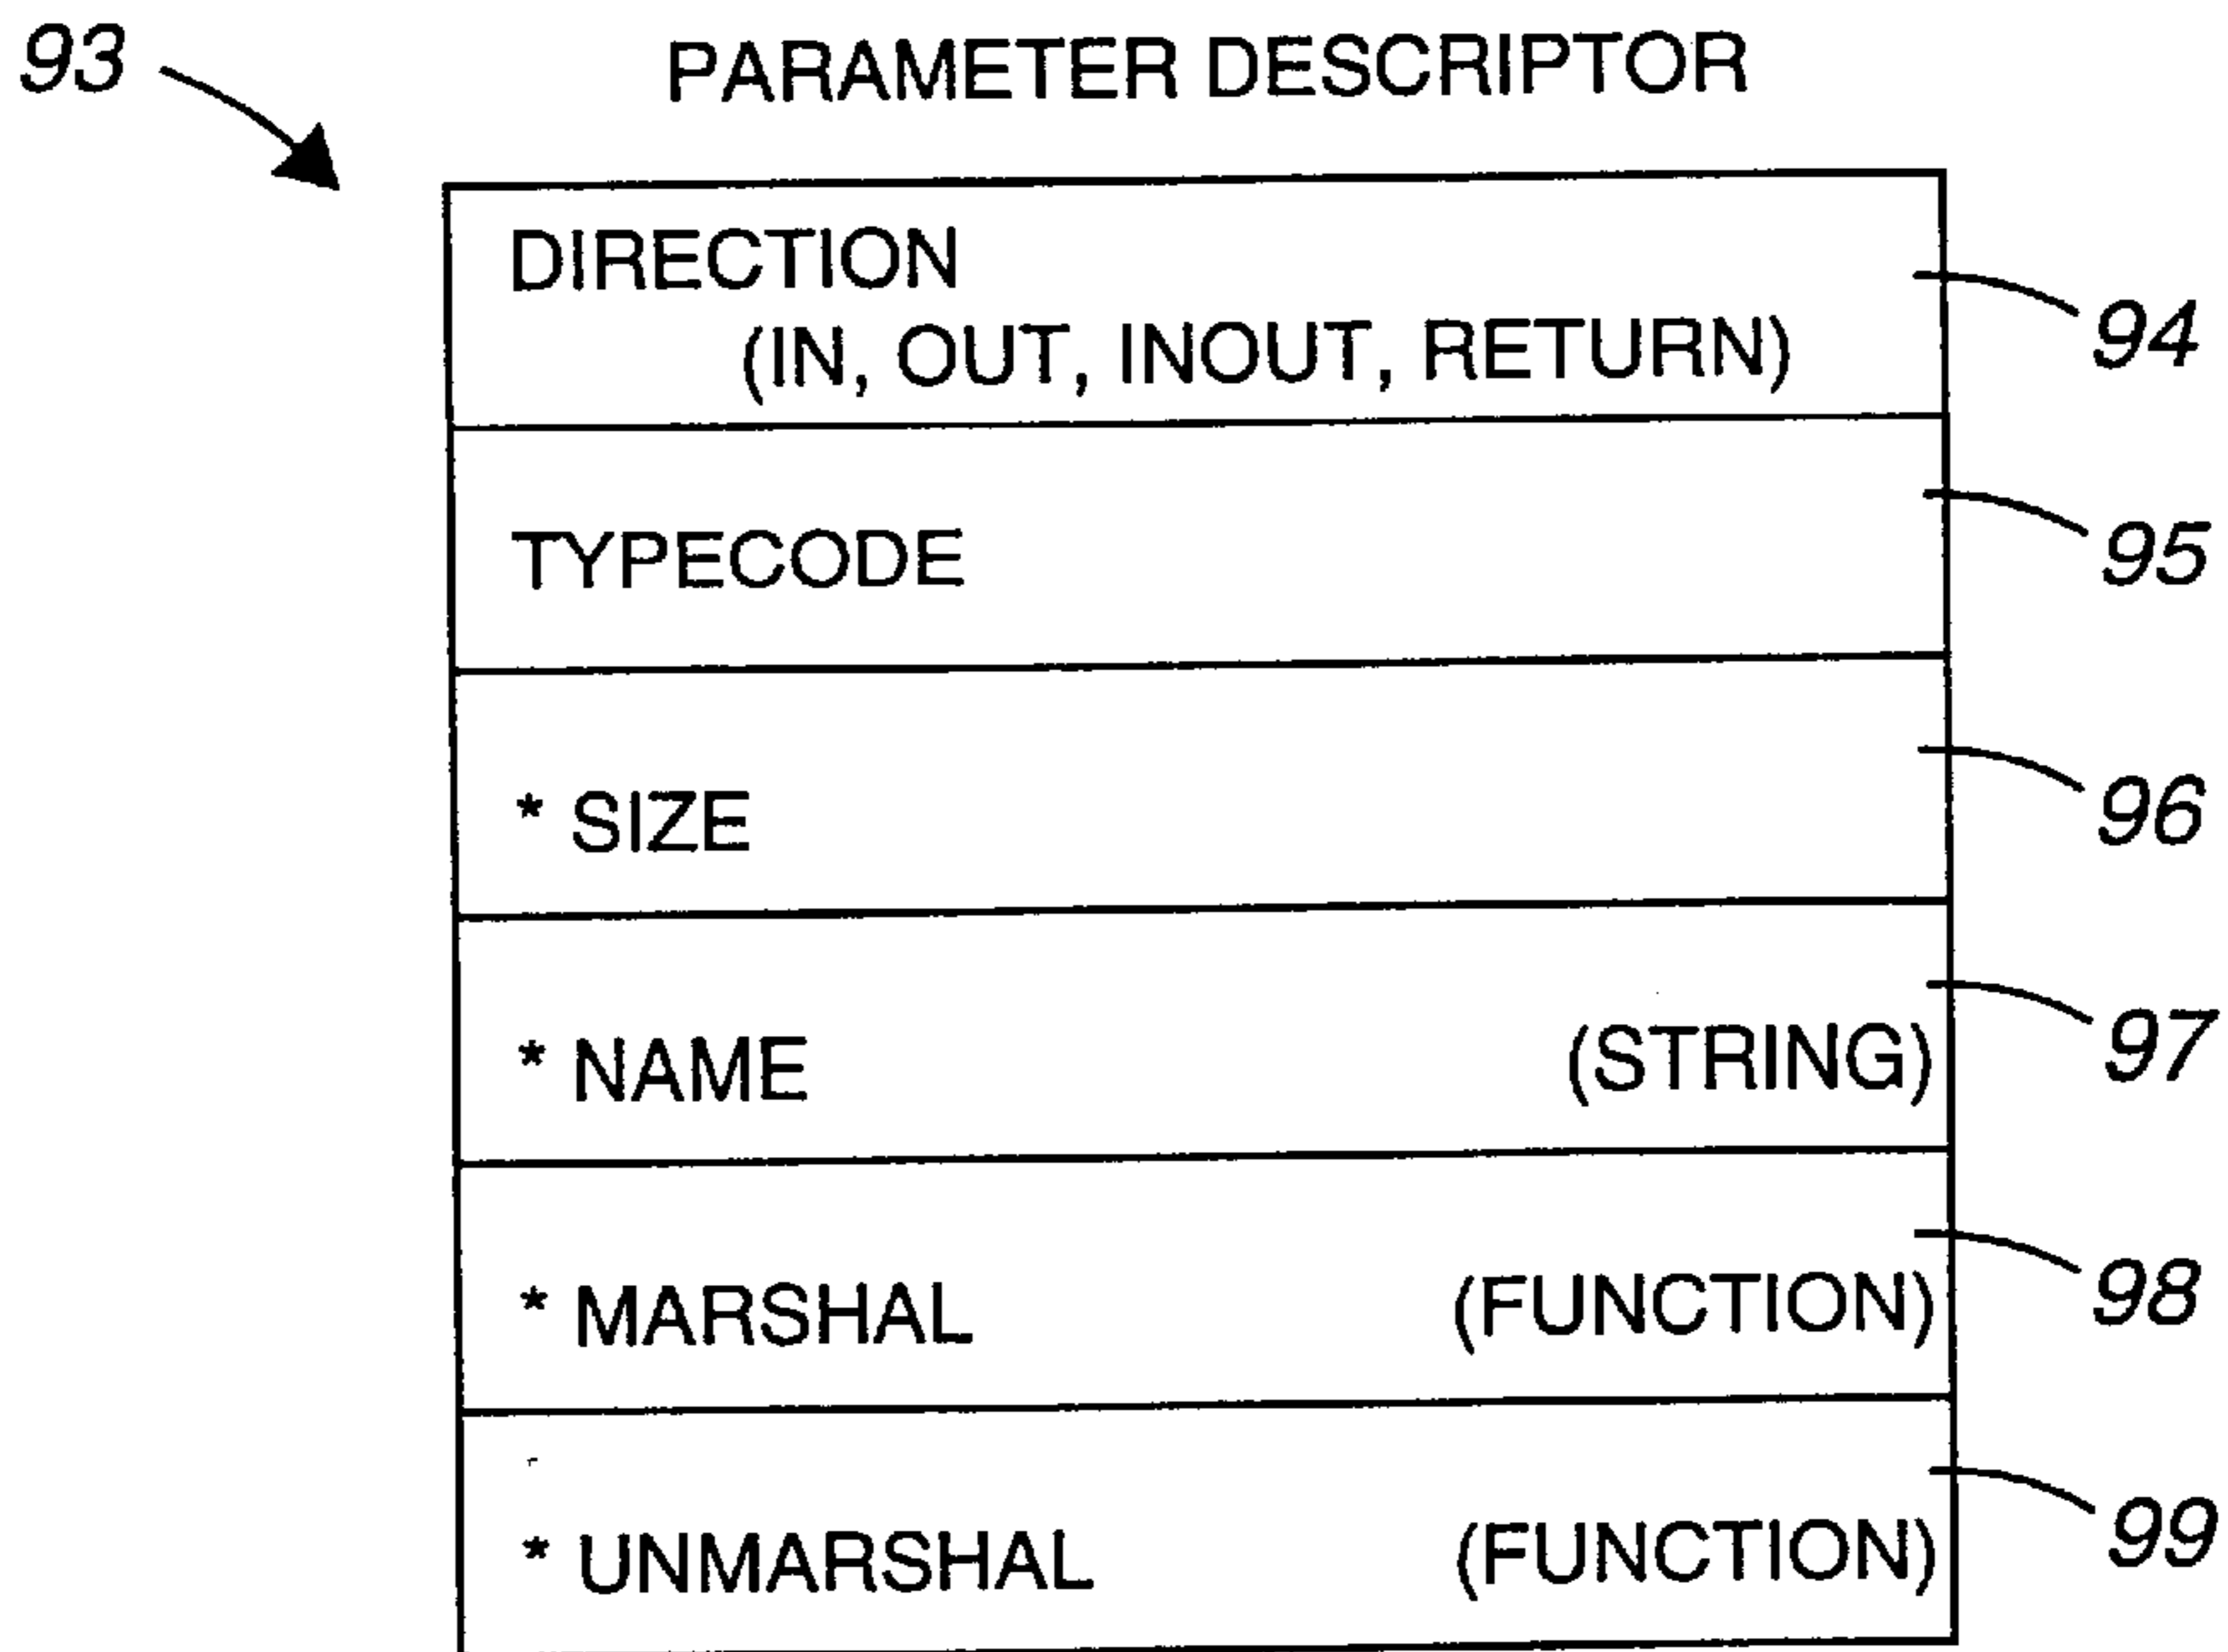 93
PARAMETER DESCRIPTOR
DIRECTION
(IN, OUT, INOUT, RETURN)
94
TYPECODE
95
* SIZE
96
* NAME (STRING)
97
* MARSHAL (FUNCTION)
98
* UNMARSHAL (FUNCTION)
99